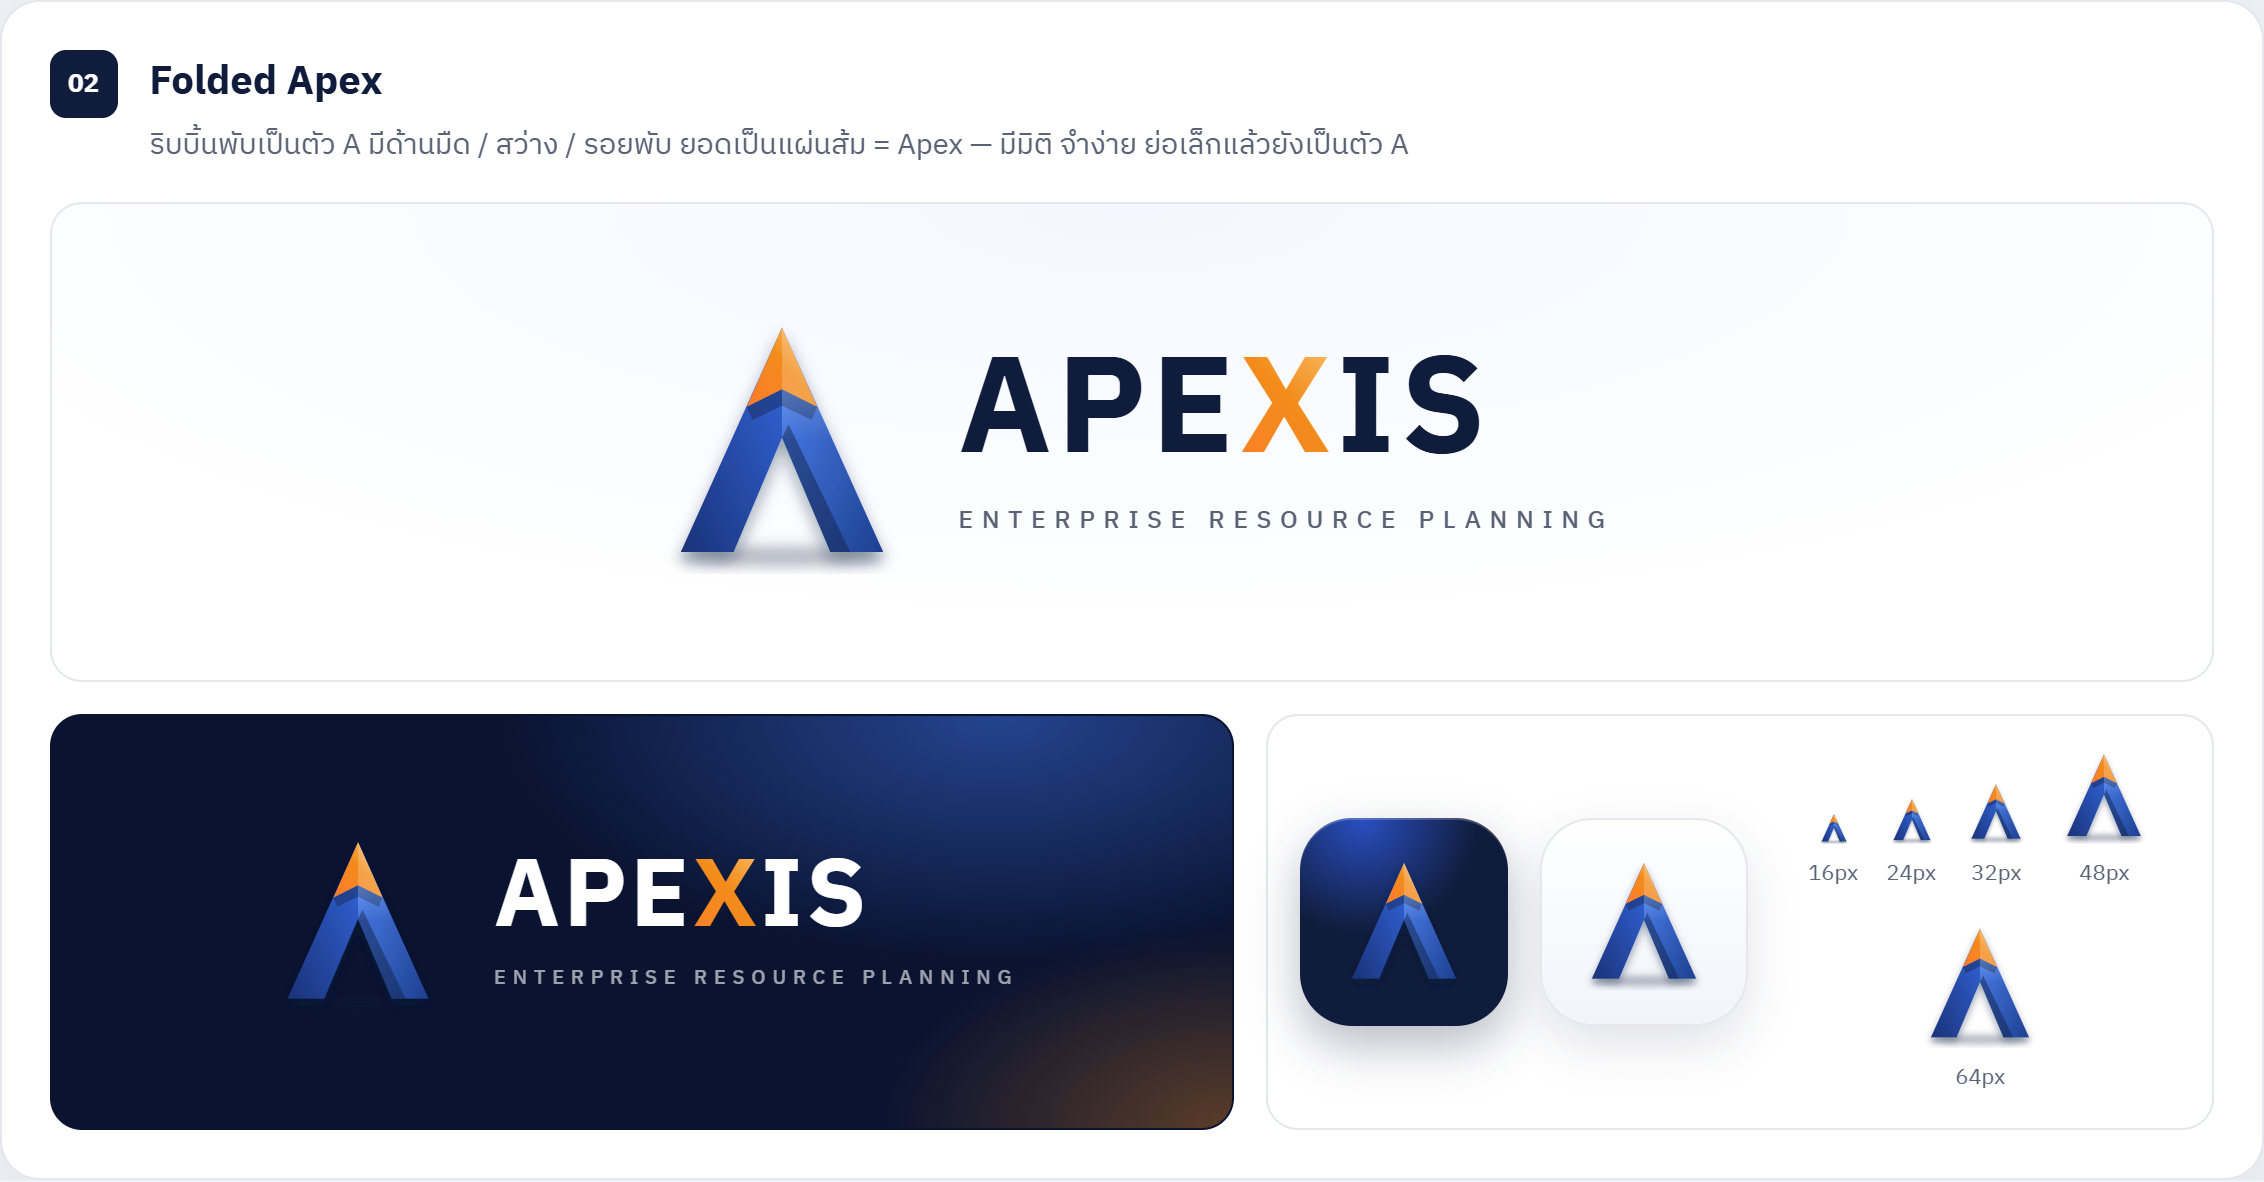 02
Folded Apex
ริบบิ้นพับเป็นตัว A มีด้านมืด / สว่าง / รอยพับ ยอดเป็นแผ่นส้ม = Apex — มีมิติ จำง่าย ย่อเล็กแล้วยังเป็นตัว A
APEXIS
ENTERPRISE RESOURCE PLANNING
APEXIS
ENTERPRISE RESOURCE PLANNING
16px 24px 32px 48px
64px